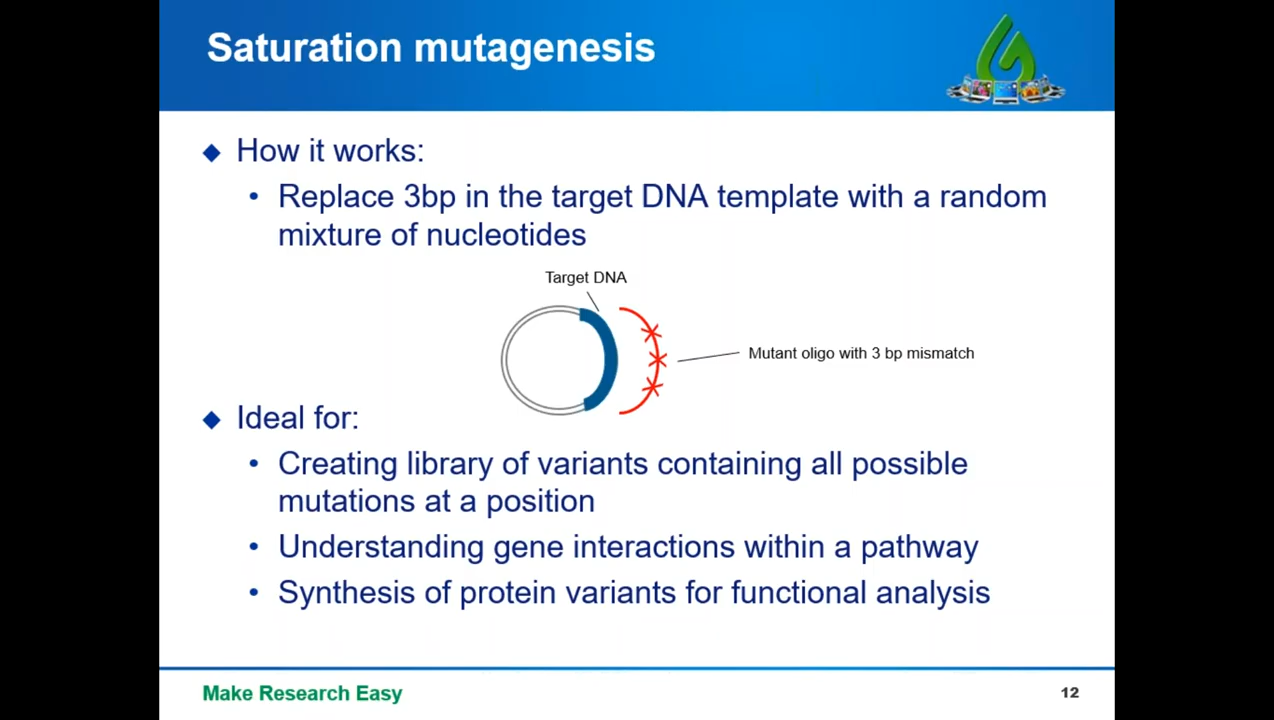 Saturation mutagenesis
How it works:
Replace 3bp in the target DNA template with a random
mixture of nucleotides
Target DNA
Mutant oligo with 3 bp mismatch
Ideal for:
Creating library of variants containing all possible
mutations at a position
Understanding gene interactions within a pathway
Synthesis of protein variants for functional analysis
Make Research Easy
12